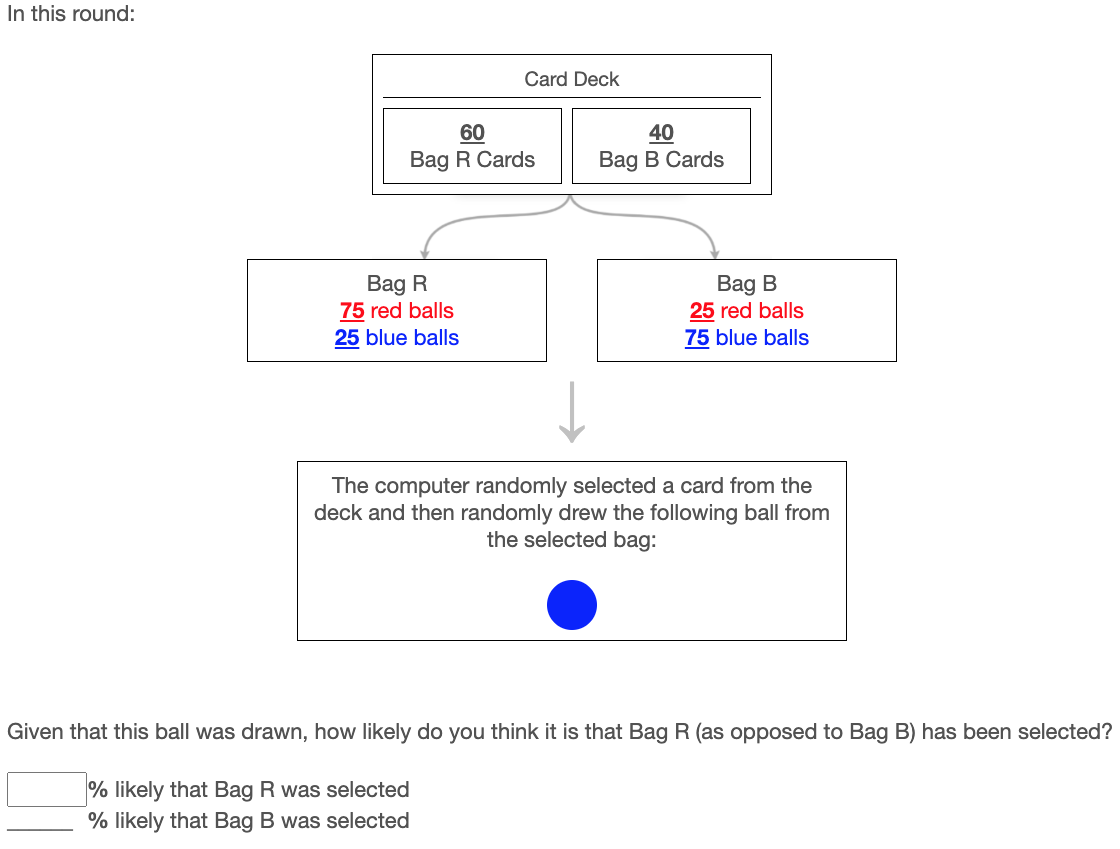 In this round:
Card Deck
60
Bag R Cards
40
Bag B Cards
Bag R
75 red balls
25 blue balls
Bag B
25 red balls
75 blue balls
The computer randomly selected a card from the
deck and then randomly drew the following ball from
the selected bag:
Given that this ball was drawn, how likely do you think it is that Bag R (as opposed to Bag B) has been selected?
% likely that Bag R was selected
% likely that Bag B was selected